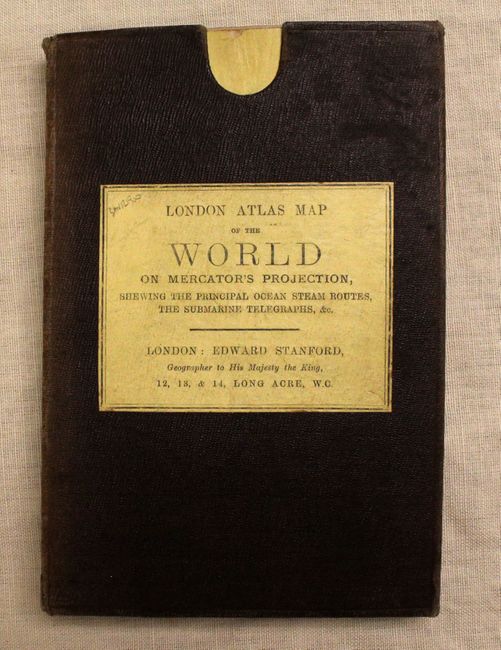 LONDON ATLAS MAP
OF THE
WORLD
ON MERCATOR'S PROJECTION,
SHEWING THE PRINCIPAL OCEAN STEAM ROUTES,
THE SUBMARINE TELEGRAPHS, &c.
LONDON: EDWARD STANFORD,
Geographer to His Majesty the King,
12, 13, & 14, LONG ACRE, W.C.